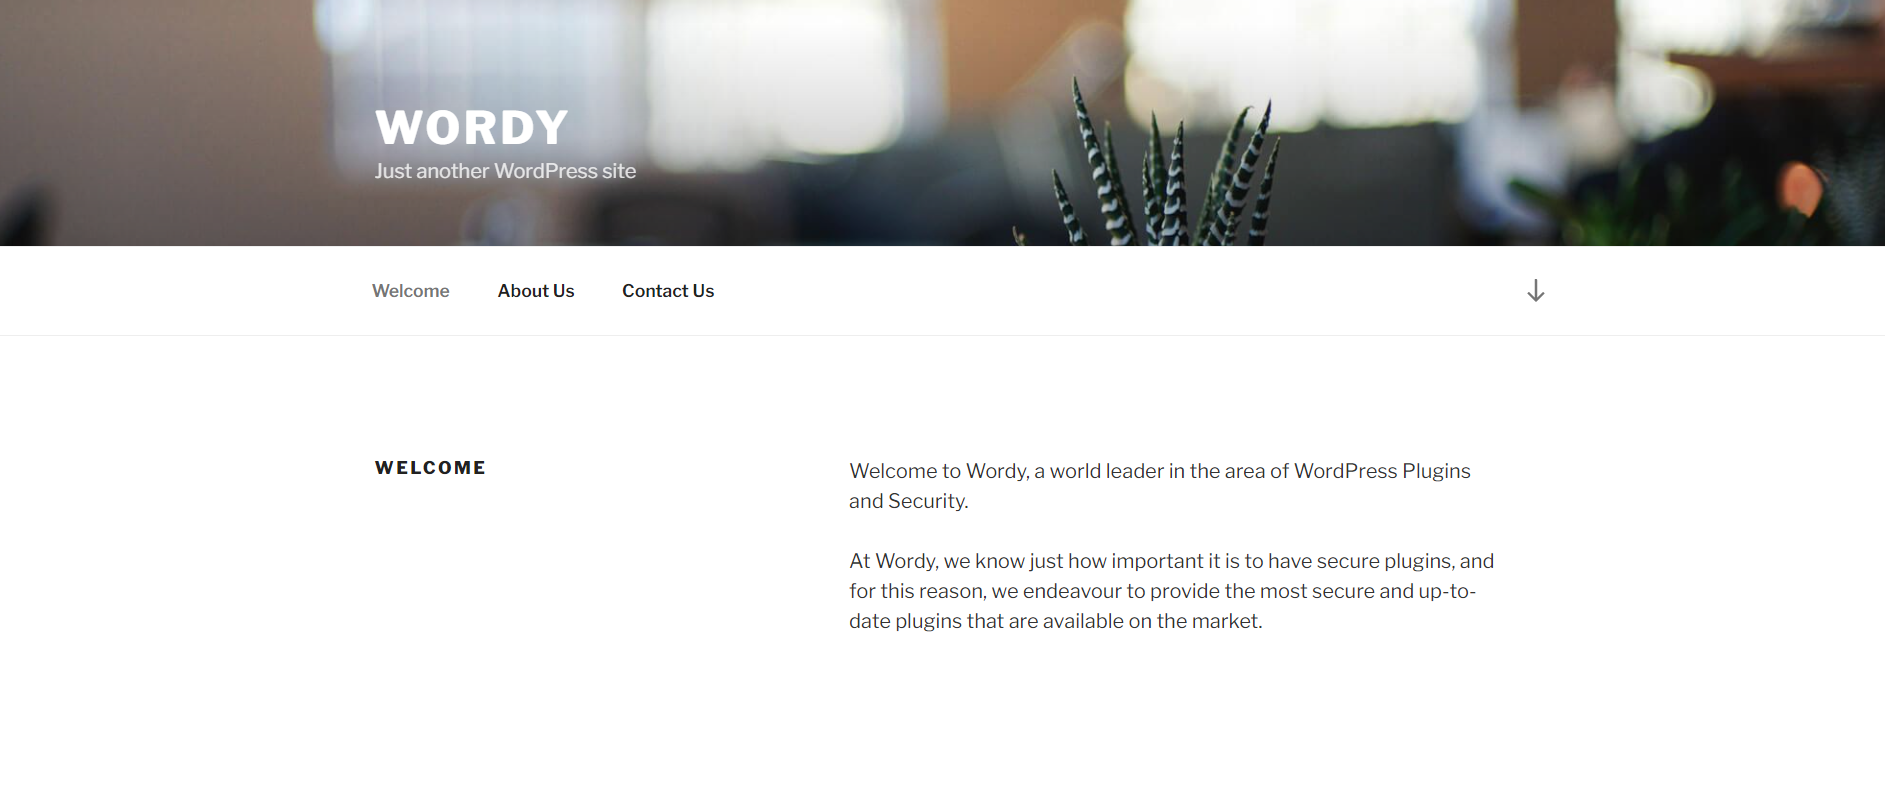 WORDY
Just another WordPress site
Welcome
About Us
Contact Us
WELCOME
Welcome to Wordy, a world leader in the area of WordPress Plugins
and Security.
At Wordy, we know just how important it is to have secure plugins, and
for this reason, we endeavour to provide the most secure and up-to-
date plugins that are available on the market.